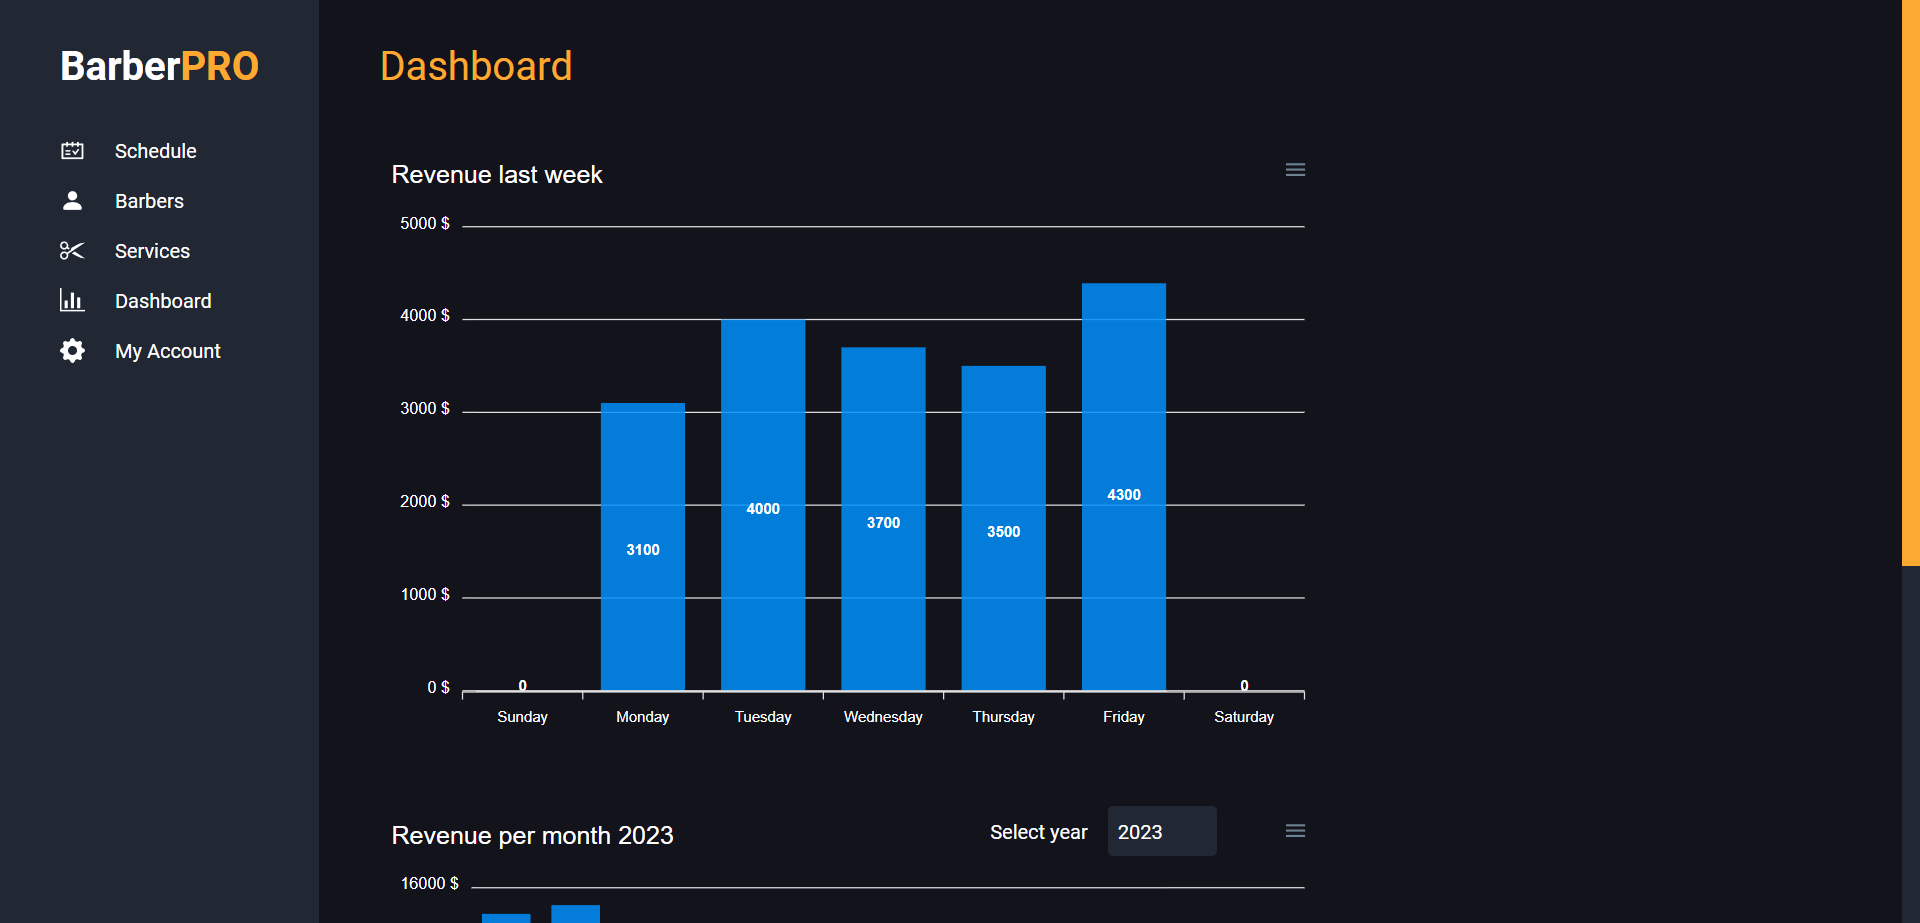 BarberPRO
Schedule
Barbers
Services
Dashboard
My Account
Dashboard
Revenue last week
5000 $
4000 $
3000 $
2000 $
1000 $
0 $
0
3100
4000
3700
3500
4300
0
Sunday Monday Tuesday Wednesday Thursday Friday Saturday
Revenue per month 2023
Select year 2023
16000 $